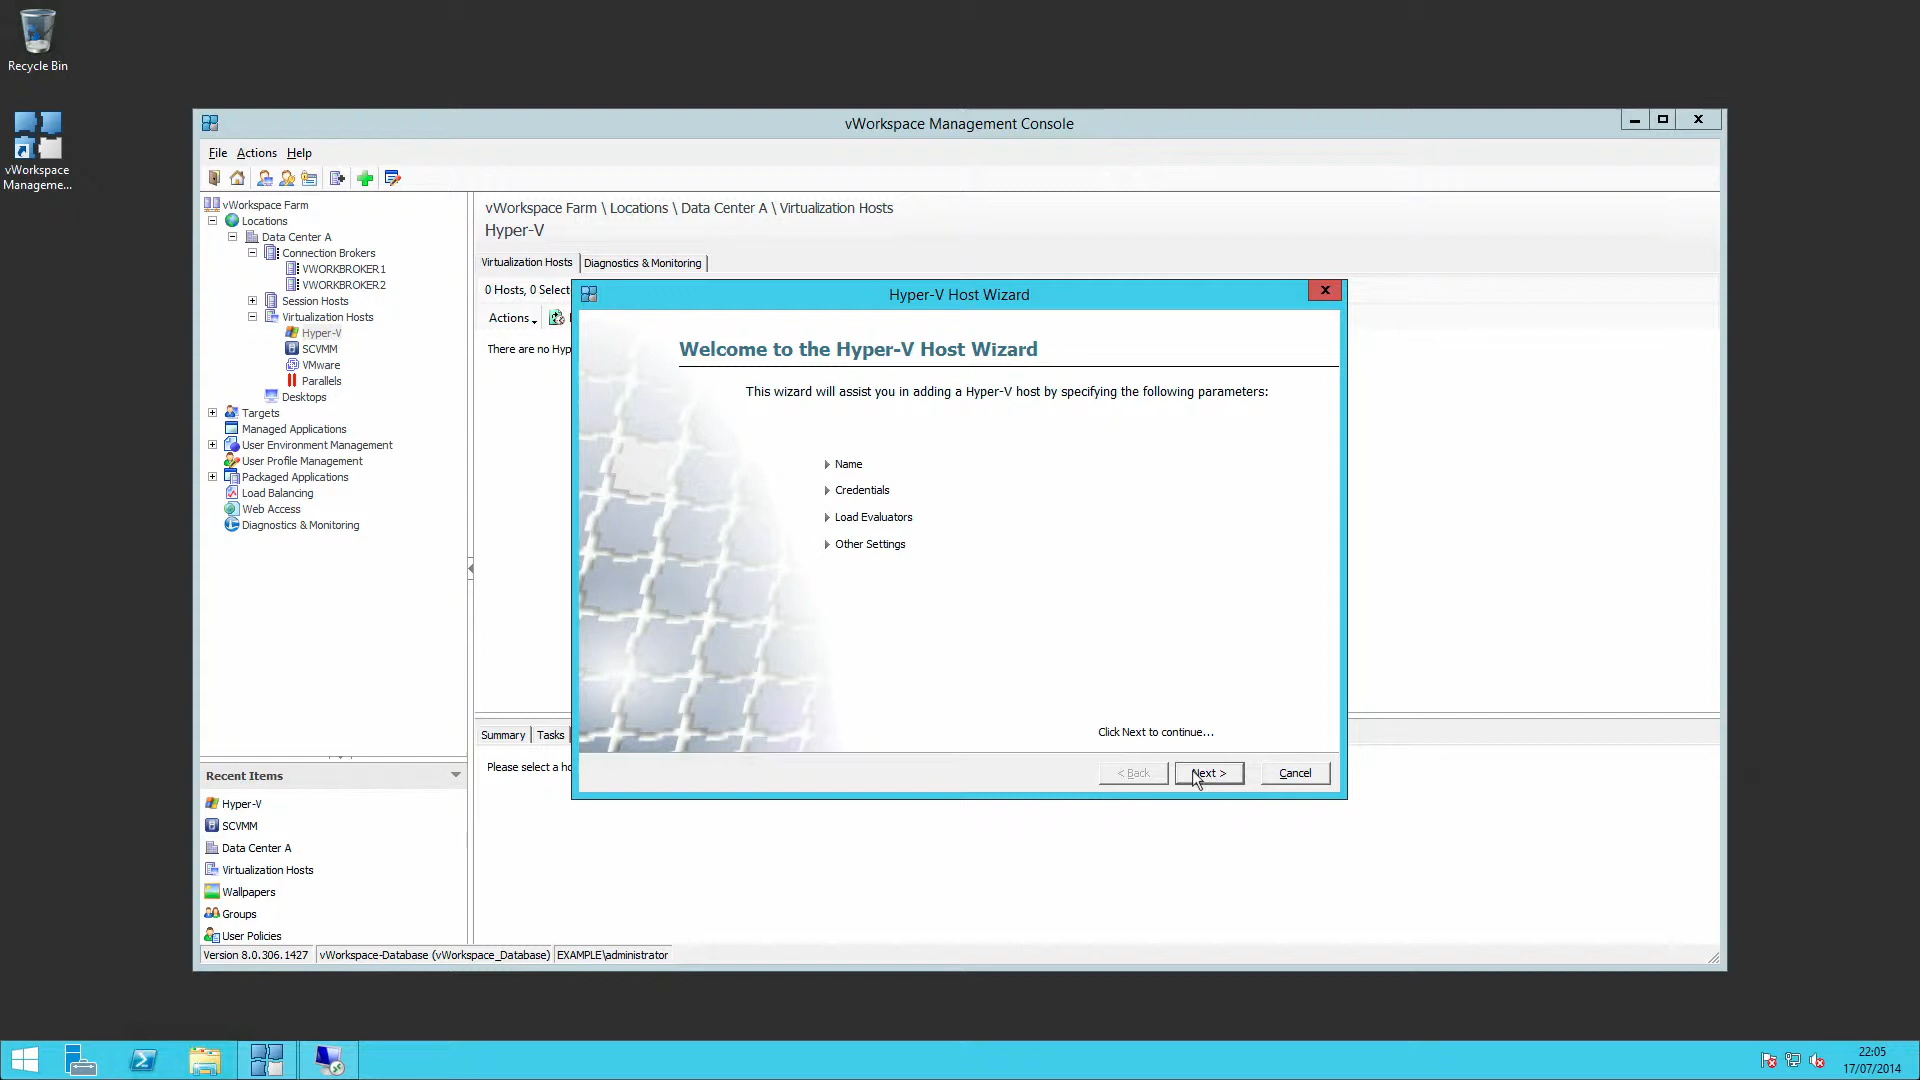 Recycle Bin
vWorkspace
Manageme...
vWorkspace Management Console
File Actions Help
vWorkspace Farm
Locations
Data Center A
Connection Brokers
VWORKBROKER1
VWORKBROKER2
Session Hosts
Virtualization Hosts
Hyper-V
SCVMM
VMware
Parallels
Desktops
Targets
Managed Applications
User Environment Management
User Profile Management
Packaged Applications
Load Balancing
Web Access
Diagnostics & Monitoring
Recent Items
Hyper-V
SCVMM
Data Center A
Virtualization Hosts
Wallpapers
Groups
User Policies
vWorkspace Farm \ Locations \ Data Center A \ Virtualization Hosts
Hyper-V
Virtualization Hosts Diagnostics & Monitoring
0 Hosts, 0 Select
Actions
There are no Hyp
Summary Tasks
Please select a ho
Hyper-V Host Wizard
X
Welcome to the Hyper-V Host Wizard
This wizard will assist you in adding a Hyper-V host by specifying the following parameters:
Name
Credentials
Load Evaluators
Other Settings
Click Next to continue...
< Back Next > Cancel
Version 8.0.306.1427 vWorkspace-Database (vWorkspace_Database) EXAMPLE\administrator
22:05
17/07/2014